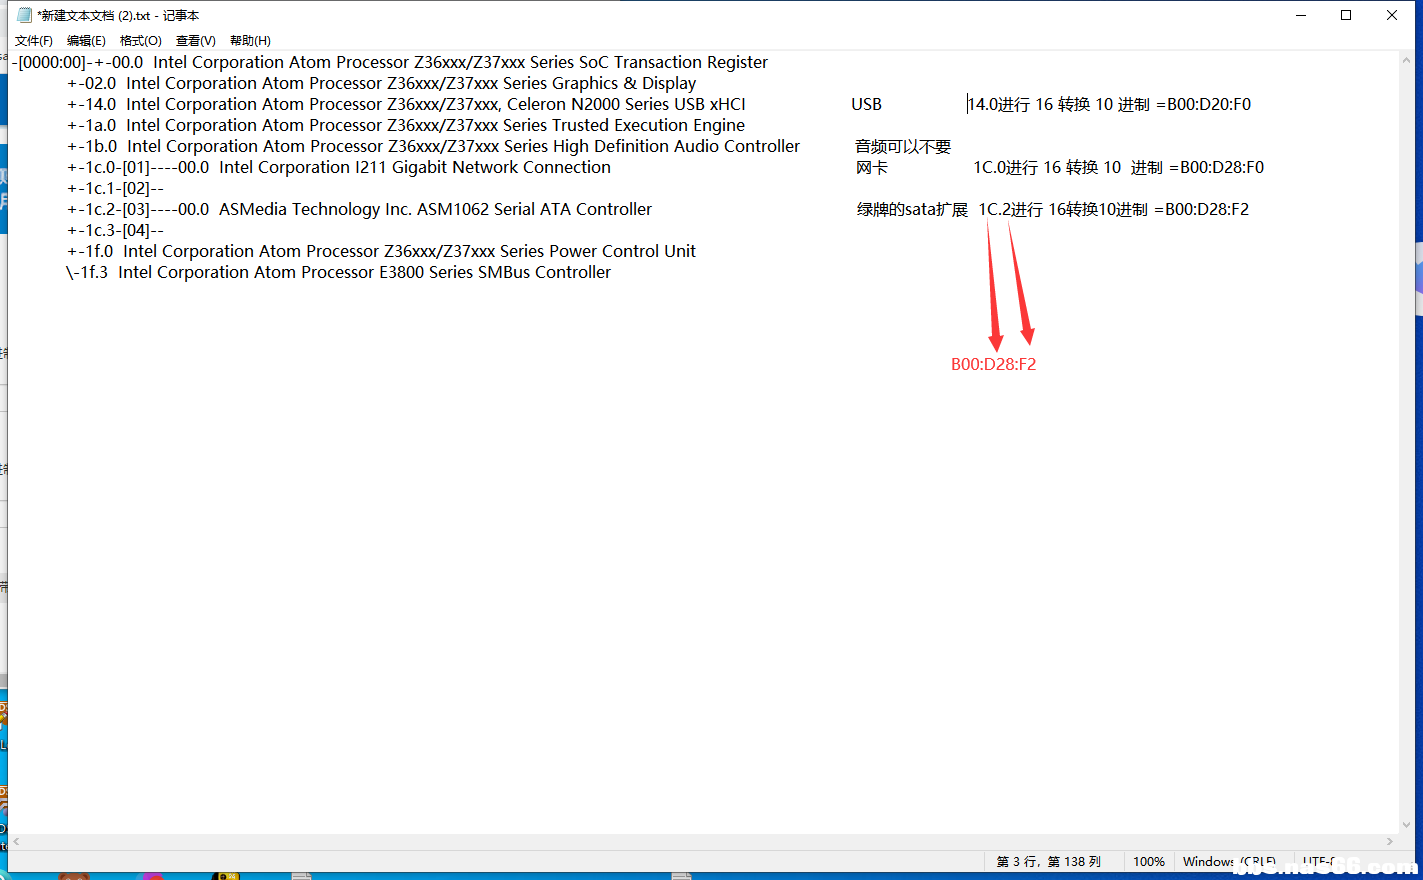 *新建文本文档 (2).txt - 记事本
文件(F) 编辑(E) 格式(O) 查看(V) 帮助(H)
-[0000:00]-+-00.0  Intel Corporation Atom Processor Z36xxx/Z37xxx Series SoC Transaction Register
+-02.0  Intel Corporation Atom Processor Z36xxx/Z37xxx Series Graphics & Display
+-14.0  Intel Corporation Atom Processor Z36xxx/Z37xxx, Celeron N2000 Series USB xHCI USB 14.0进行 16 转换 10 进制 =B00:D20:F0
+-1a.0  Intel Corporation Atom Processor Z36xxx/Z37xxx Series Trusted Execution Engine
+-1b.0  Intel Corporation Atom Processor Z36xxx/Z37xxx Series High Definition Audio Controller 音频可以不要
+-1c.0-[01]----00.0  Intel Corporation I211 Gigabit Network Connection 网卡 1C.0进行 16 转换 10  进制 =B00:D28:F0
+-1c.1-[02]--
+-1c.2-[03]----00.0  ASMedia Technology Inc. ASM1062 Serial ATA Controller 绿牌的sata扩展 1C.2进行 16转换10进制 =B00:D28:F2
+-1c.3-[04]--
+-1f.0  Intel Corporation Atom Processor Z36xxx/Z37xxx Series Power Control Unit
\-1f.3  Intel Corporation Atom Processor E3800 Series SMBus Controller
B00:D28:F2
第 3 行，第 138 列 100% Windows (CRLF) UTF-